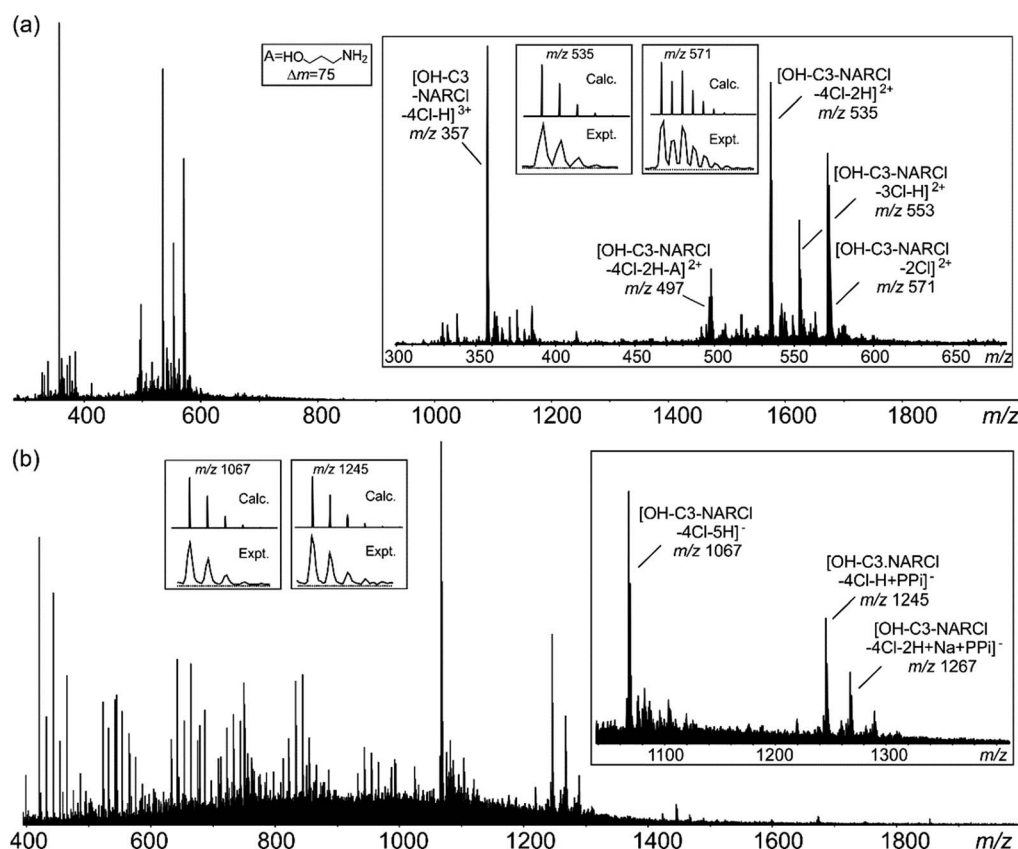 (a)
A=HO NH2
Δm=75
[OH-C3
-NARCl
-4Cl-H]3+
m/z 357
m/z 535
Calc.
Expt.
m/z 571
Calc.
Expt.
[OH-C3-NARCl
-4Cl-2H]2+
m/z 535
[OH-C3-NARCl
-3Cl-H]2+
m/z 553
[OH-C3-NARCl
-4Cl-2H-A]2+
m/z 497
[OH-C3-NARCl
-2Cl]2+
m/z 571
300 350 400 450 500 550 600 650 m/z
400 600 800 1000 1200 1400 1600 1800 m/z
(b)
m/z 1067
Calc.
Expt.
m/z 1245
Calc.
Expt.
[OH-C3-NARCl
-4Cl-5H]-
m/z 1067
[OH-C3.NARCl
-4Cl-H+PPi]-
m/z 1245
[OH-C3-NARCl
-4Cl-2H+Na+PPi]-
m/z 1267
1100 1200 1300 m/z
400 600 800 1000 1200 1400 1600 1800 m/z